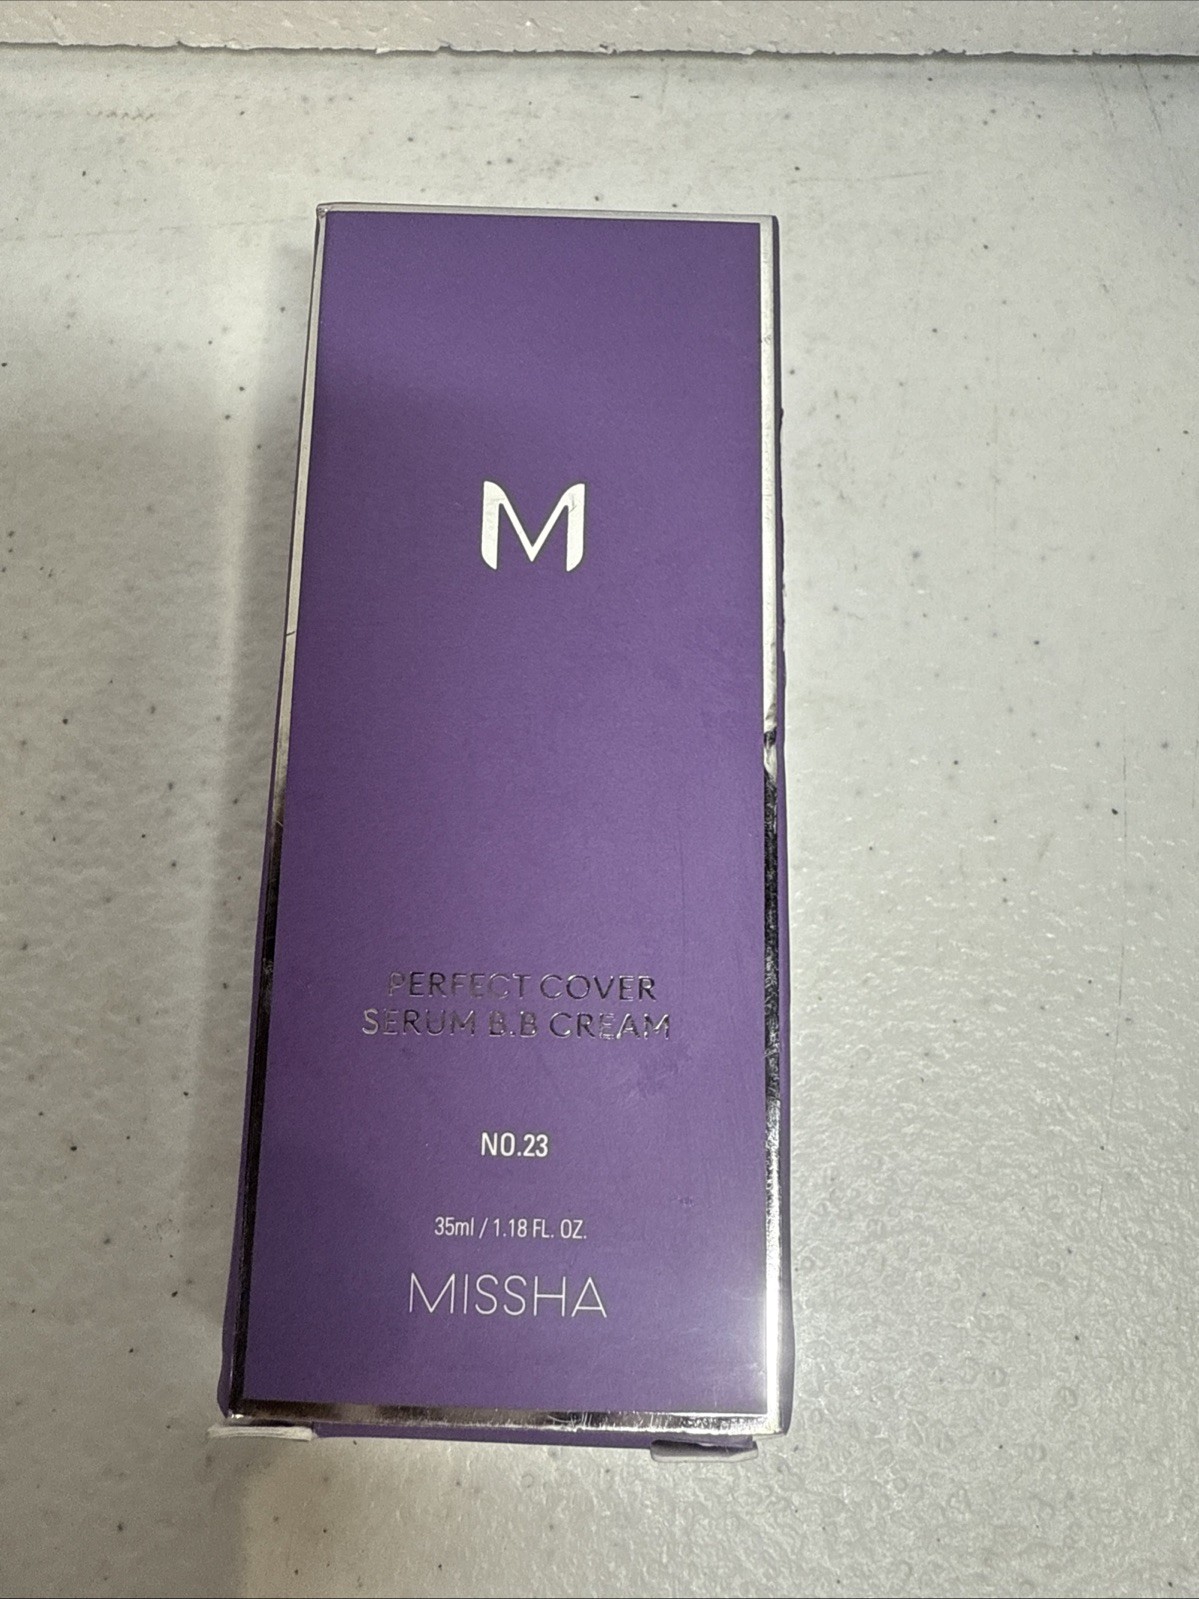 M
PERFECT COVER
SERUM B.B CREAM
NO.23
35ml / 1.18 FL. OZ.
MISSHA